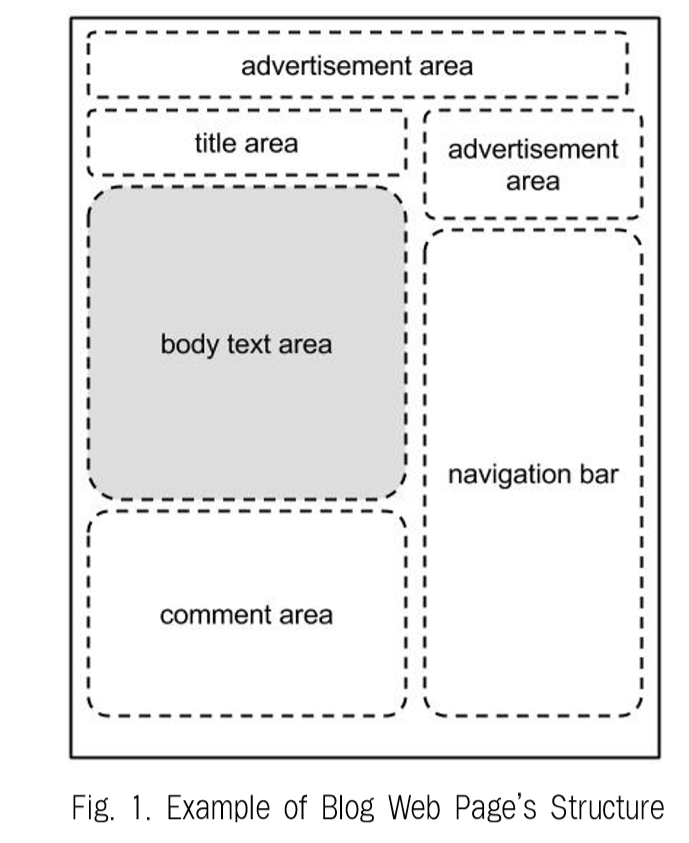 advertisement area
title area
advertisement
area
body text area
navigation bar
comment area
Fig. 1. Example of Blog Web Page's Structure